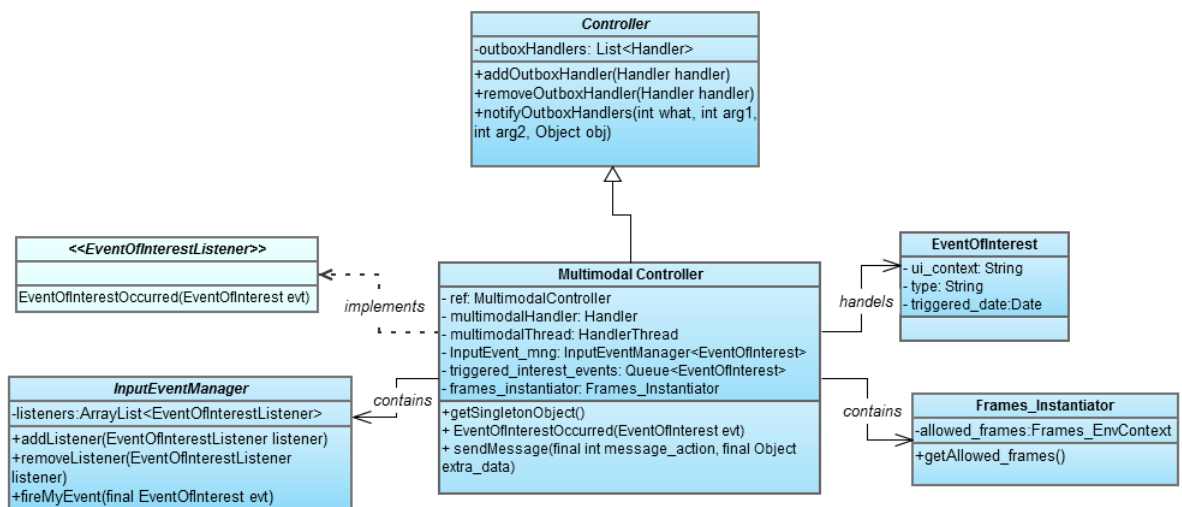 Controller
-outboxHandlers: List<Handler>
+addOutboxHandler(Handler handler)
+removeOutboxHandler(Handler handler)
+notifyOutboxHandlers(int what, int arg1,
int arg2, Object obj)
<<EventOfInterestListener>>
EventOfInterestOccurred(EventOfInterest evt)
implements
Multimodal Controller
- ref: MultimodalController
- multimodalHandler: Handler
- multimodalThread: HandlerThread
- InputEvent_mng: InputEventManager<EventOfInterest>
- triggered_interest_events: Queue<EventOfInterest>
- frames_instantiator: Frames_Instantiator
+getSingletonObject()
+ EventOfInterestOccurred(EventOfInterest evt)
+ sendMessage(final int message_action, final Object
extra_data)
handels
EventOfInterest
- ui_context: String
- type: String
- triggered_date:Date
InputEventManager
-listeners:ArrayList<EventOfInterestListener>
+addListener(EventOfInterestListener listener)
+removeListener(EventOfInterestListener
listener)
+fireMyEvent(final EventOfInterest evt)
contains
contains
Frames_Instantiator
-allowed_frames:Frames_EnvContext
+getAllowed_frames()